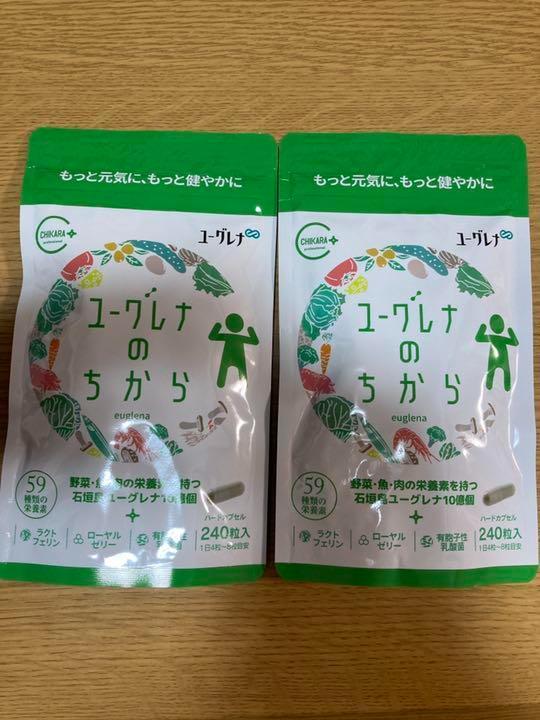 もっと元気に、もっと健やかに
CHIKARA+
professional
ユーグレナ
ユーグレナ
の
ちから
euglena
59
種類の
栄養素
野菜・魚・肉の栄養素を持つ
石垣島ユーグレナ10億個
+
ラクト
フェリン
ローヤル
ゼリー
有胞子性
乳酸菌
ハードカプセル
240粒入
1日4粒〜8粒目安
もっと元気に、もっと健やかに
CHIKARA+
professional
ユーグレナ
ユーグレナ
の
ちから
euglena
59
種類の
栄養素
野菜・魚・肉の栄養素を持つ
石垣島ユーグレナ10億個
+
ラクト
フェリン
ローヤル
ゼリー
有胞子性
乳酸菌
ハードカプセル
240粒入
1日4粒〜8粒目安